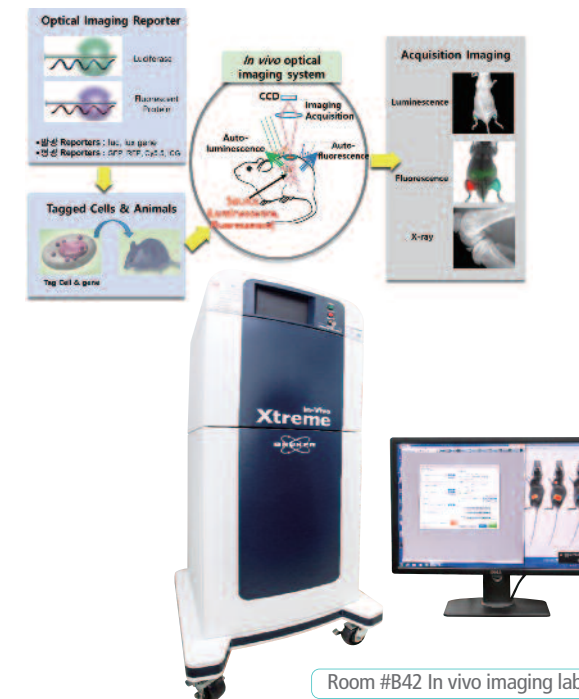 Optical Imaging Reporter
Luciferase
Fluorescent
Protein
•발광 Reporters : luc, lux gene
•형광 Reporters : GFP, RFP, Cy5.5, ICG
Tagged Cells & Animals
Tag Cell & gene
In vivo optical
imaging system
CCD
Imaging
Acquisition
Auto-
luminescence
Auto-
fluorescence
Source
(Luminescence,
fluorescence)
Acquisition Imaging
Luminescence
Fluorescence
X-ray
In-Vivo
Xtreme
BRUKER
DELL
Room #B42 In vivo imaging lab